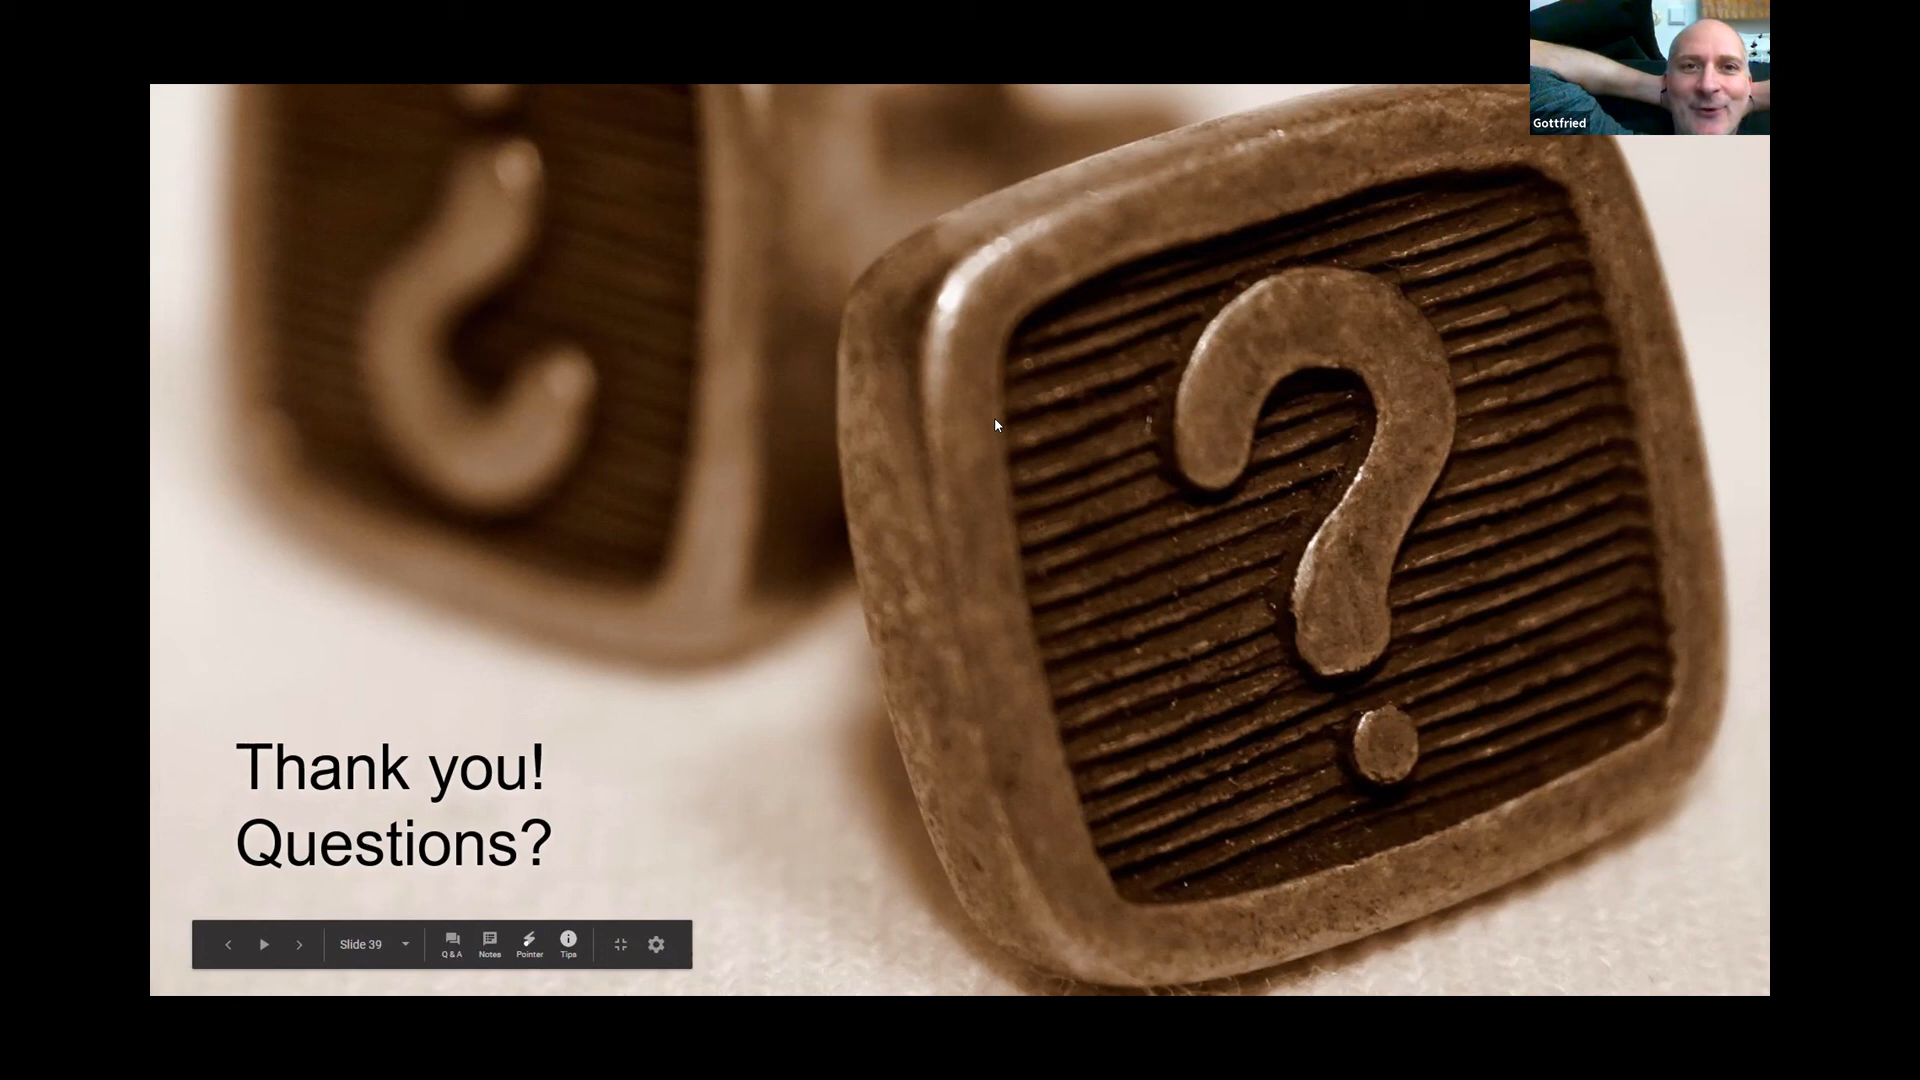 Gottfried
?
?
Thank you!
Questions?
Slide 39
Q & A
Notes
Pointer
Tips